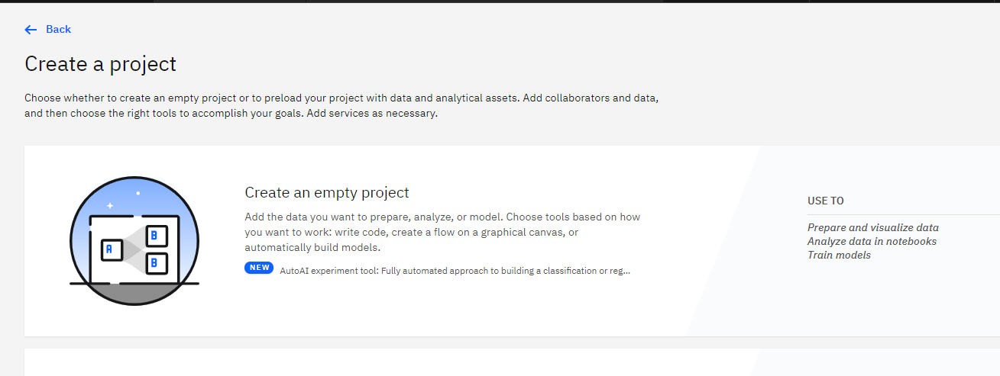 Back
Create a project
Choose whether to create an empty project or to preload your project with data and analytical assets. Add collaborators and data,
and then choose the right tools to accomplish your goals. Add services as necessary.
Create an empty project
Add the data you want to prepare, analyze, or model. Choose tools based on how
you want to work: write code, create a flow on a graphical canvas, or
automatically build models.
NEW AutoAI experiment tool: Fully automated approach to building a classification or reg...
A
B
B
USE TO
Prepare and visualize data
Analyze data in notebooks
Train models